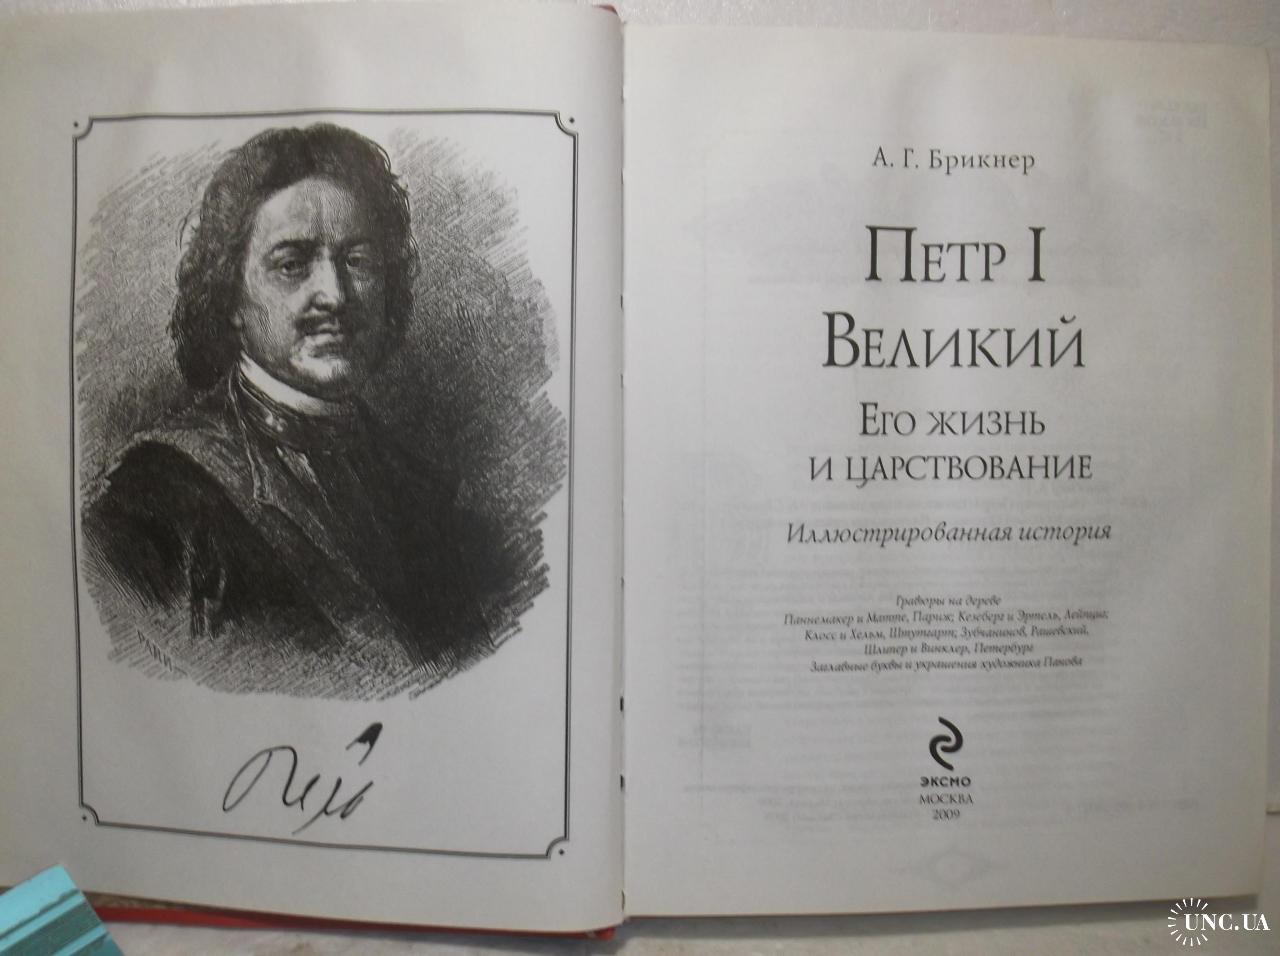 А. Г. Брикнер
Петр I
Великий
Его жизнь
и царствование
Иллюстрированная история
Гравюры на дереве
Паннемакер и Матте, Париж; Кезеберг и Эртель, Лейпциг;
Клосс и Хельм, Штутгарт; Зубчанинов, Рашевский,
Шлипер и Винклер, Петербург
Заглавные буквы и украшения художника Панова
ЭКСМО
МОСКВА
2009
UNC.UA